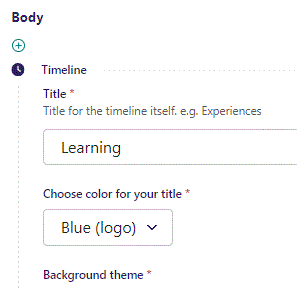 Body
Timeline
Title *
Title for the timeline itself. e.g. Experiences
Learning
Choose color for your title *
Blue (logo)
Background theme *